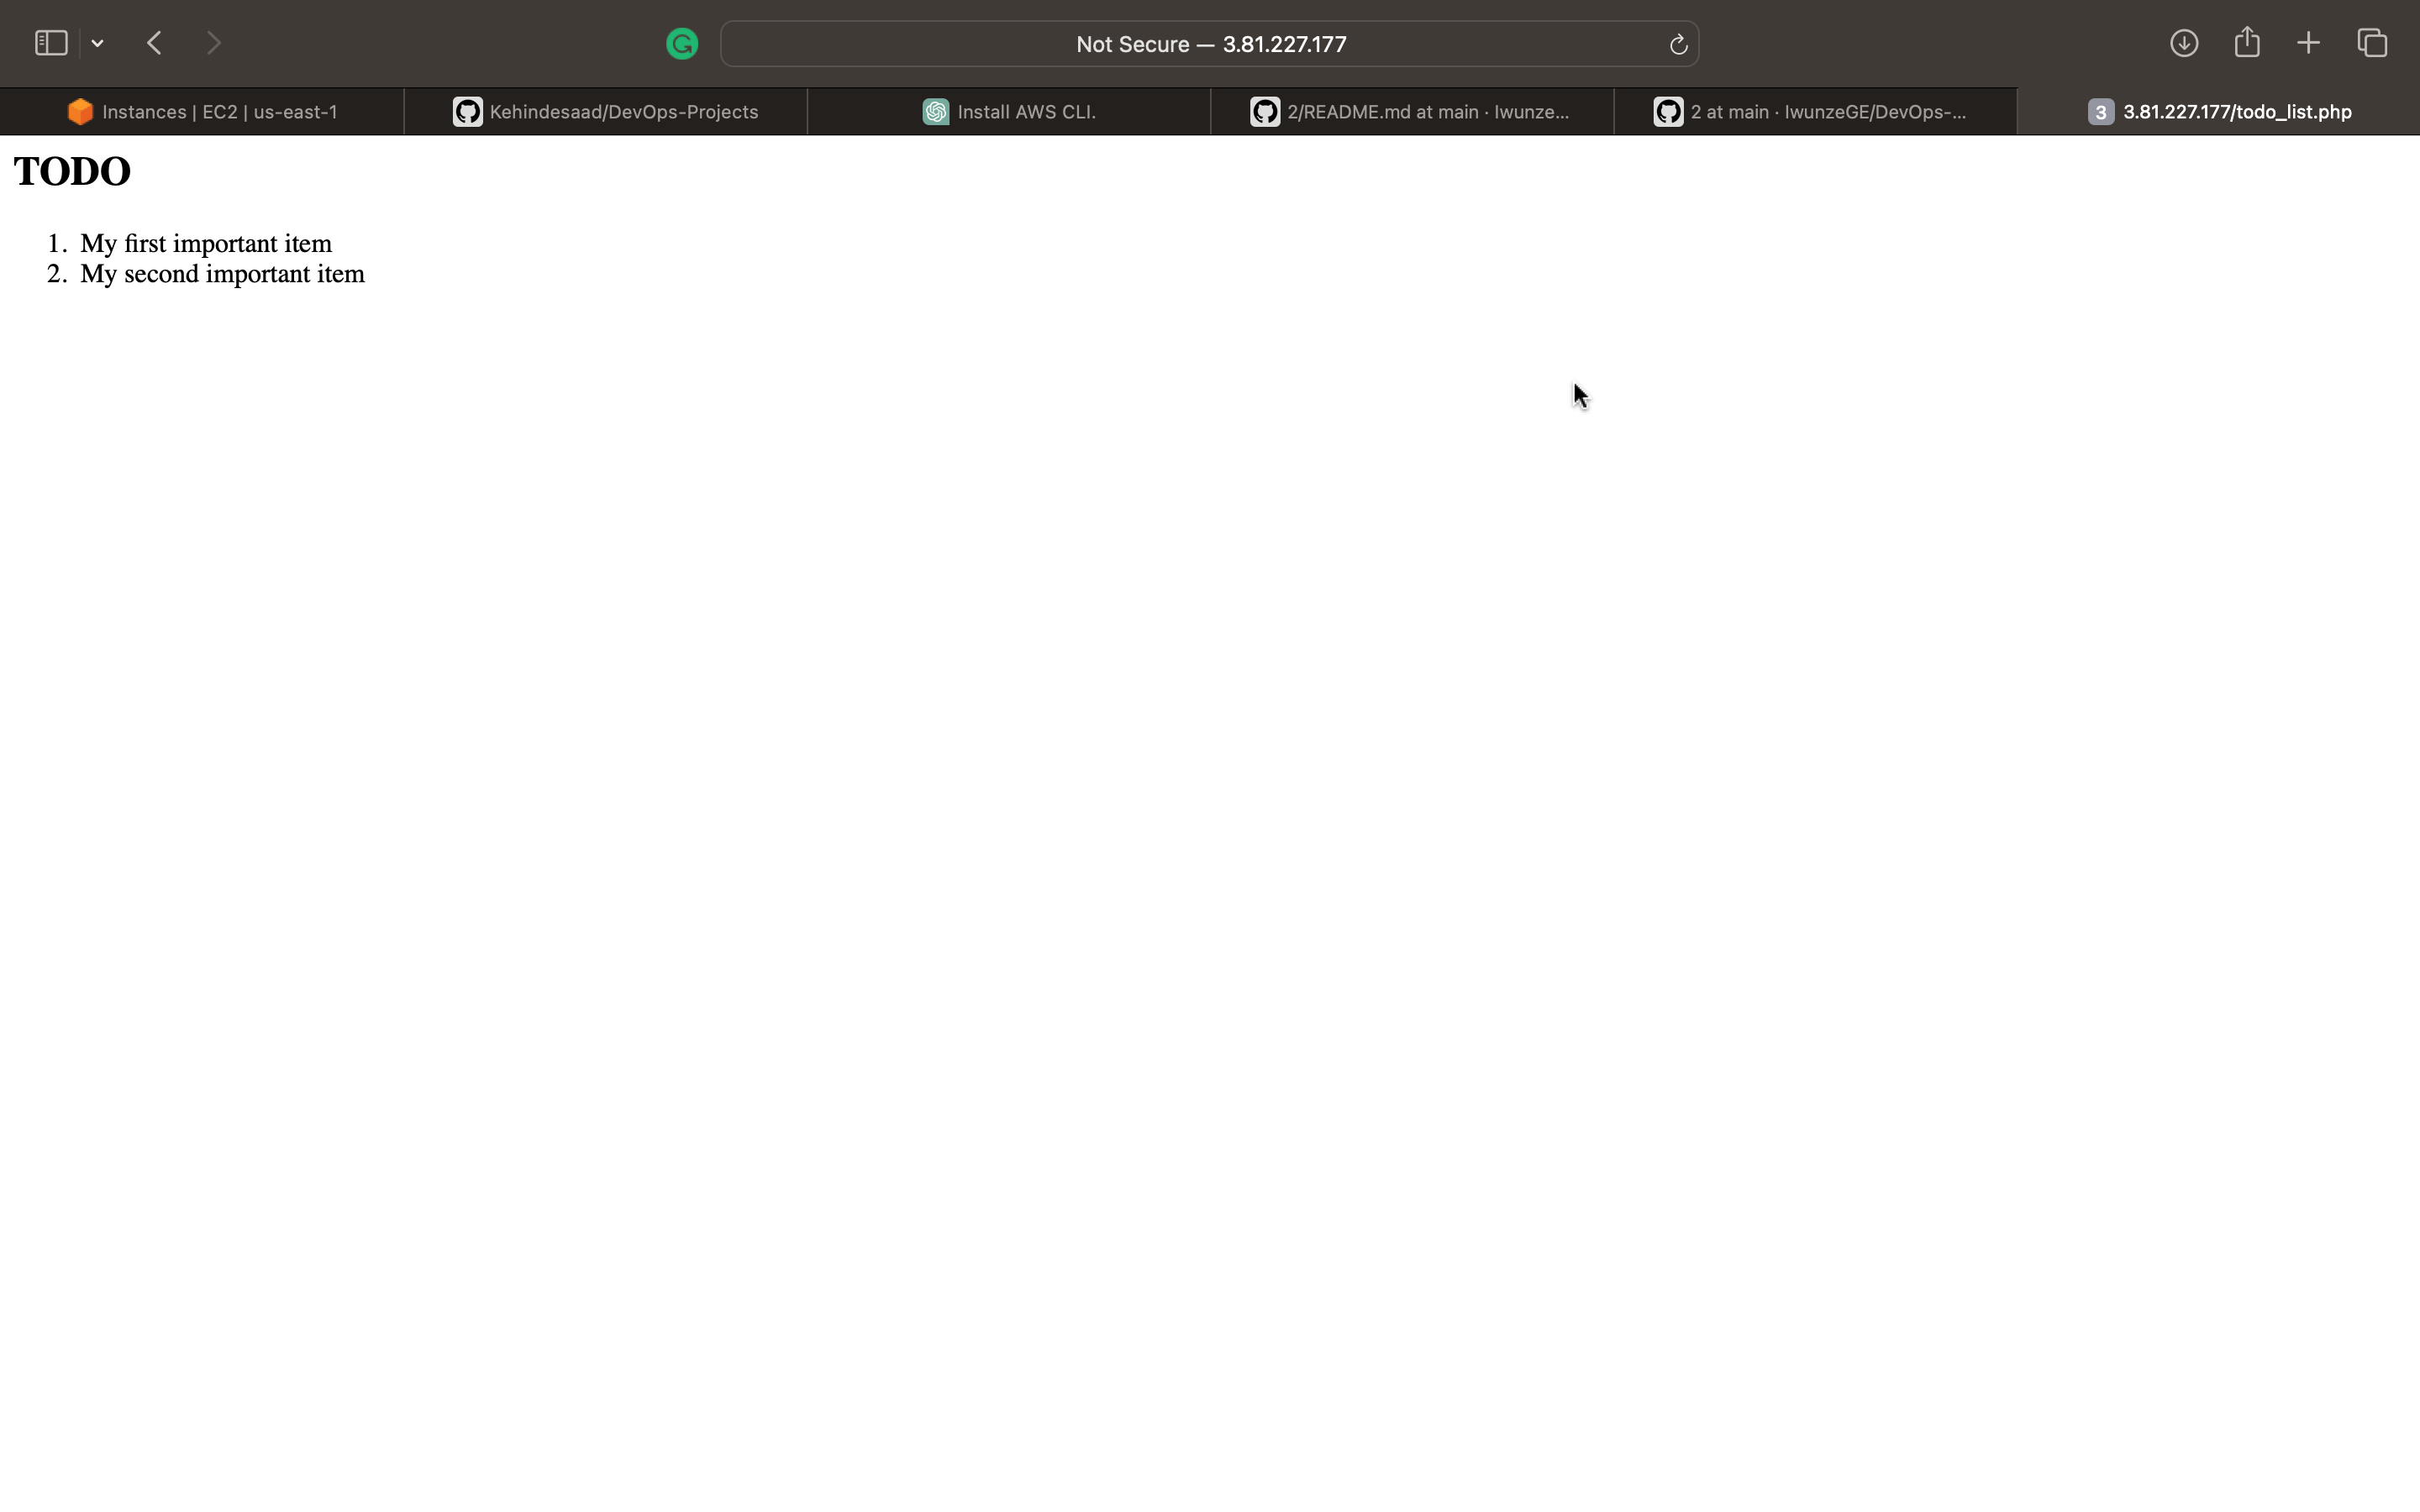 Not Secure — 3.81.227.177
Instances | EC2 | us-east-1
Kehindesaad/DevOps-Projects
Install AWS CLI.
2/README.md at main · Iwunze...
2 at main · IwunzeGE/DevOps-...
3 3.81.227.177/todo_list.php
TODO
1. My first important item
2. My second important item